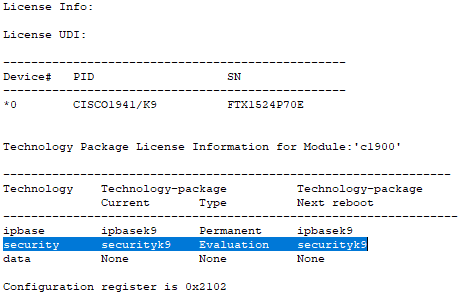 License Info:
License UDI:
-------------------------------------------------
Device#   PID                   SN
-------------------------------------------------
*0        CISCO1941/K9          FTX1524P70E
Technology Package License Information for Module:'c1900'
----------------------------------------------------------------
Technology    Technology-package          Technology-package
              Current       Type          Next reboot
-----------------------------------------------------------------
ipbase        ipbasek9      Permanent     ipbasek9
security      securityk9    Evaluation    securityk9
data          None          None          None
Configuration register is 0x2102